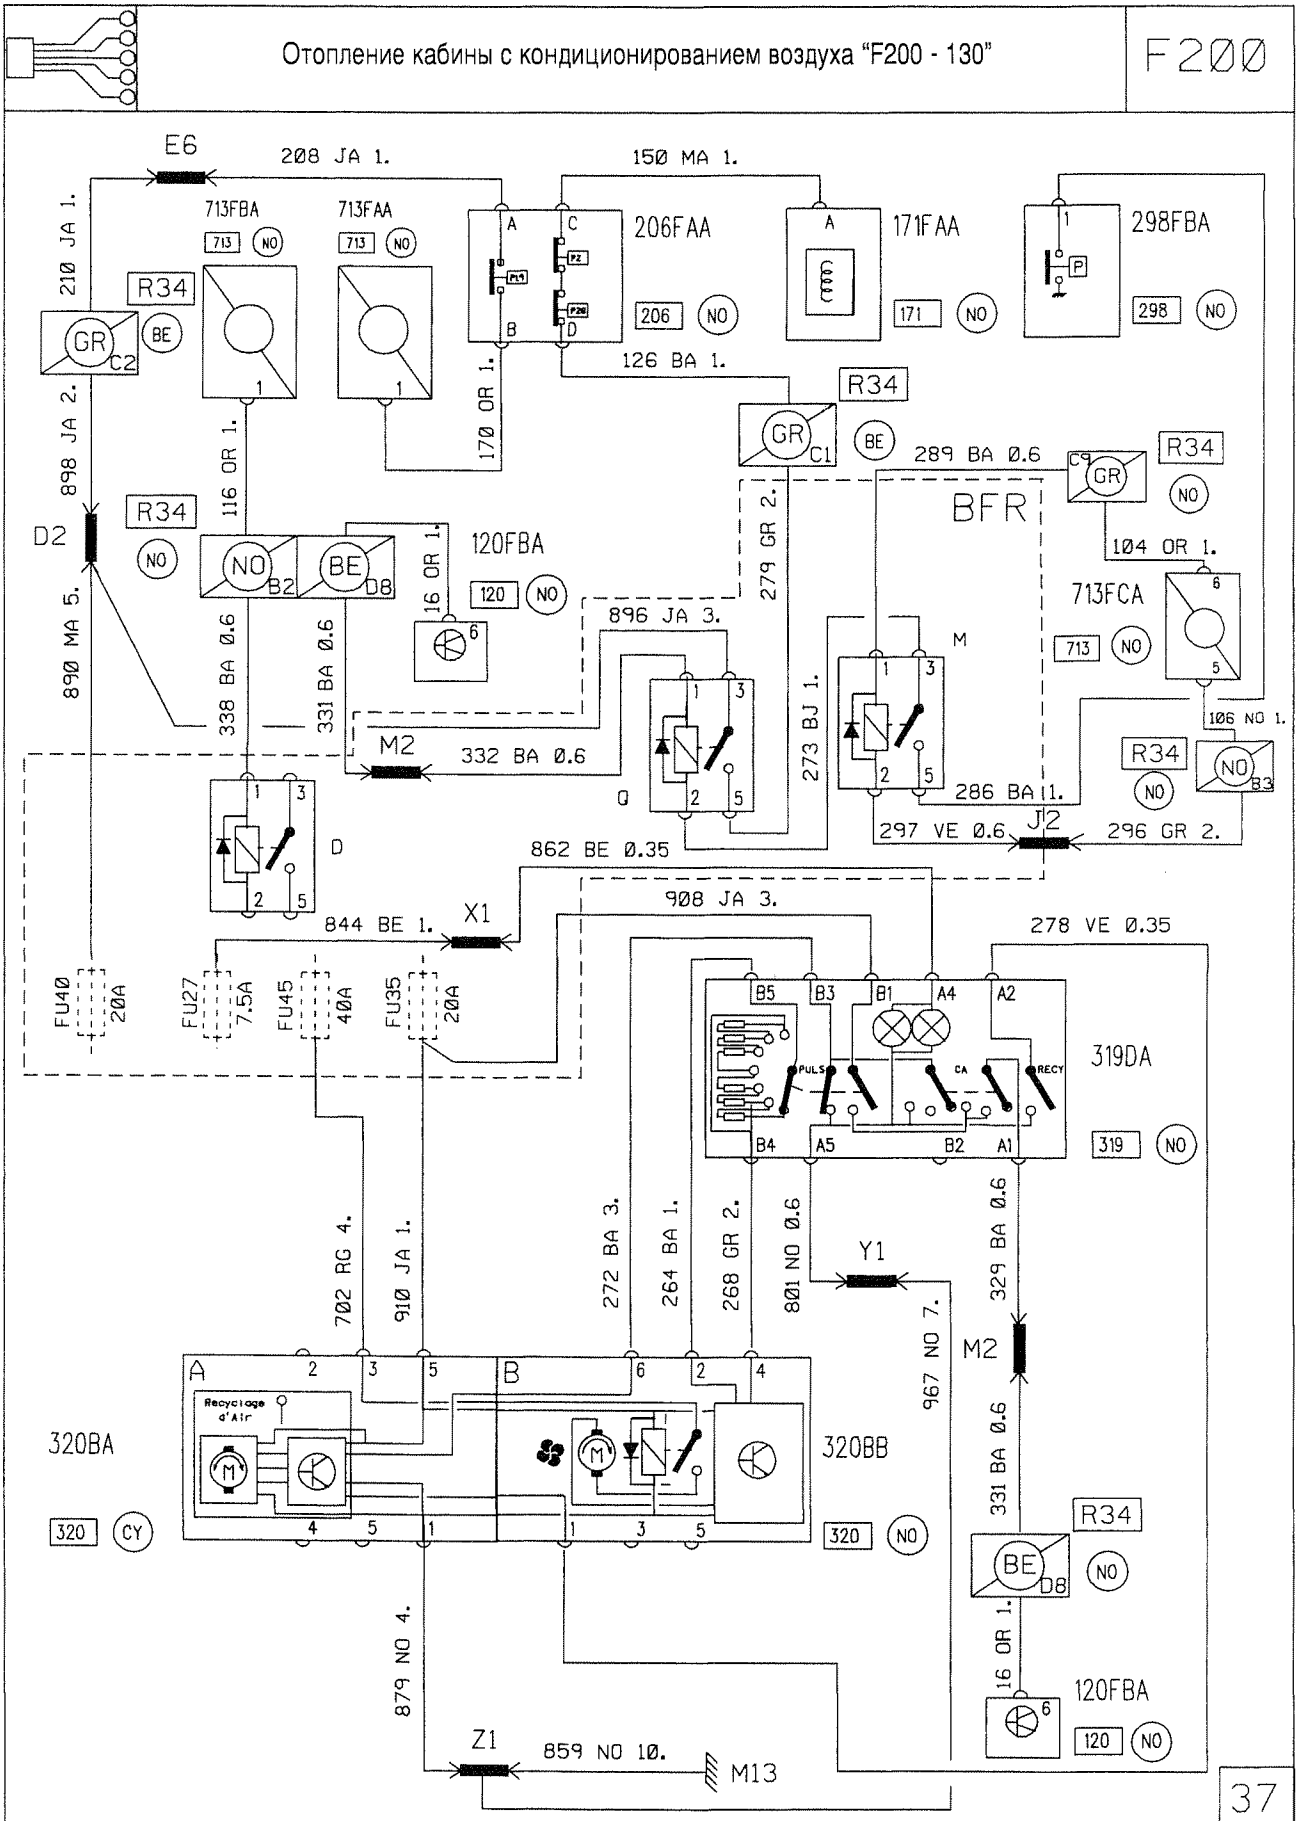 Отопление кабины с кондиционированием воздуха “F200 - 130”
F200
E6
208 JA 1.
150 MA 1.
210 JA 1.
713FBA
713 NO
713FAA
713 NO
A C
P2
P19
P20
B D
206FAA
206 NO
A
171FAA
171 NO
1
P
298FBA
298 NO
R34
BE
GR
C2
1
1
898 JA 2.
116 OR 1.
170 OR 1.
126 BA 1.
R34
GR
C1
BE
289 BA 0.6
C9
GR
R34
NO
BFR
D2
R34
NO
NO
B2
BE
D8
16 OR 1.
120FBA
120 NO
6
279 GR 2.
104 OR 1.
6
713FCA
713 NO
5
890 MA 5.
338 BA 0.6
331 BA 0.6
896 JA 3.
M
1 3
2 5
273 BJ 1.
1 3
2 5
Q
106 NO 1.
R34
NO
NO
B3
M2
332 BA 0.6
286 BA 1.
J2
297 VE 0.6
296 GR 2.
1 3
2 5
D
862 BE 0.35
908 JA 3.
X1
844 BE 1.
278 VE 0.35
FU40
20A
FU27
7.5A
FU45
40A
FU35
20A
B5 B3 B1 A4 A2
PULS CA RECY
B4 A5 B2 A1
319DA
319 NO
702 RG 4.
910 JA 1.
272 BA 3.
264 BA 1.
268 GR 2.
801 NO 0.6
Y1
967 NO 7.
329 BA 0.6
M2
331 BA 0.6
A 2 3 5 B 6 2 4
Recyclage
d'Air
M
M
4 5 1 1 3 5
320BA
320 CY
320BB
320 NO
R34
NO
BE
D8
16 OR 1.
879 NO 4.
6
120FBA
120 NO
Z1
859 NO 10.
M13
37